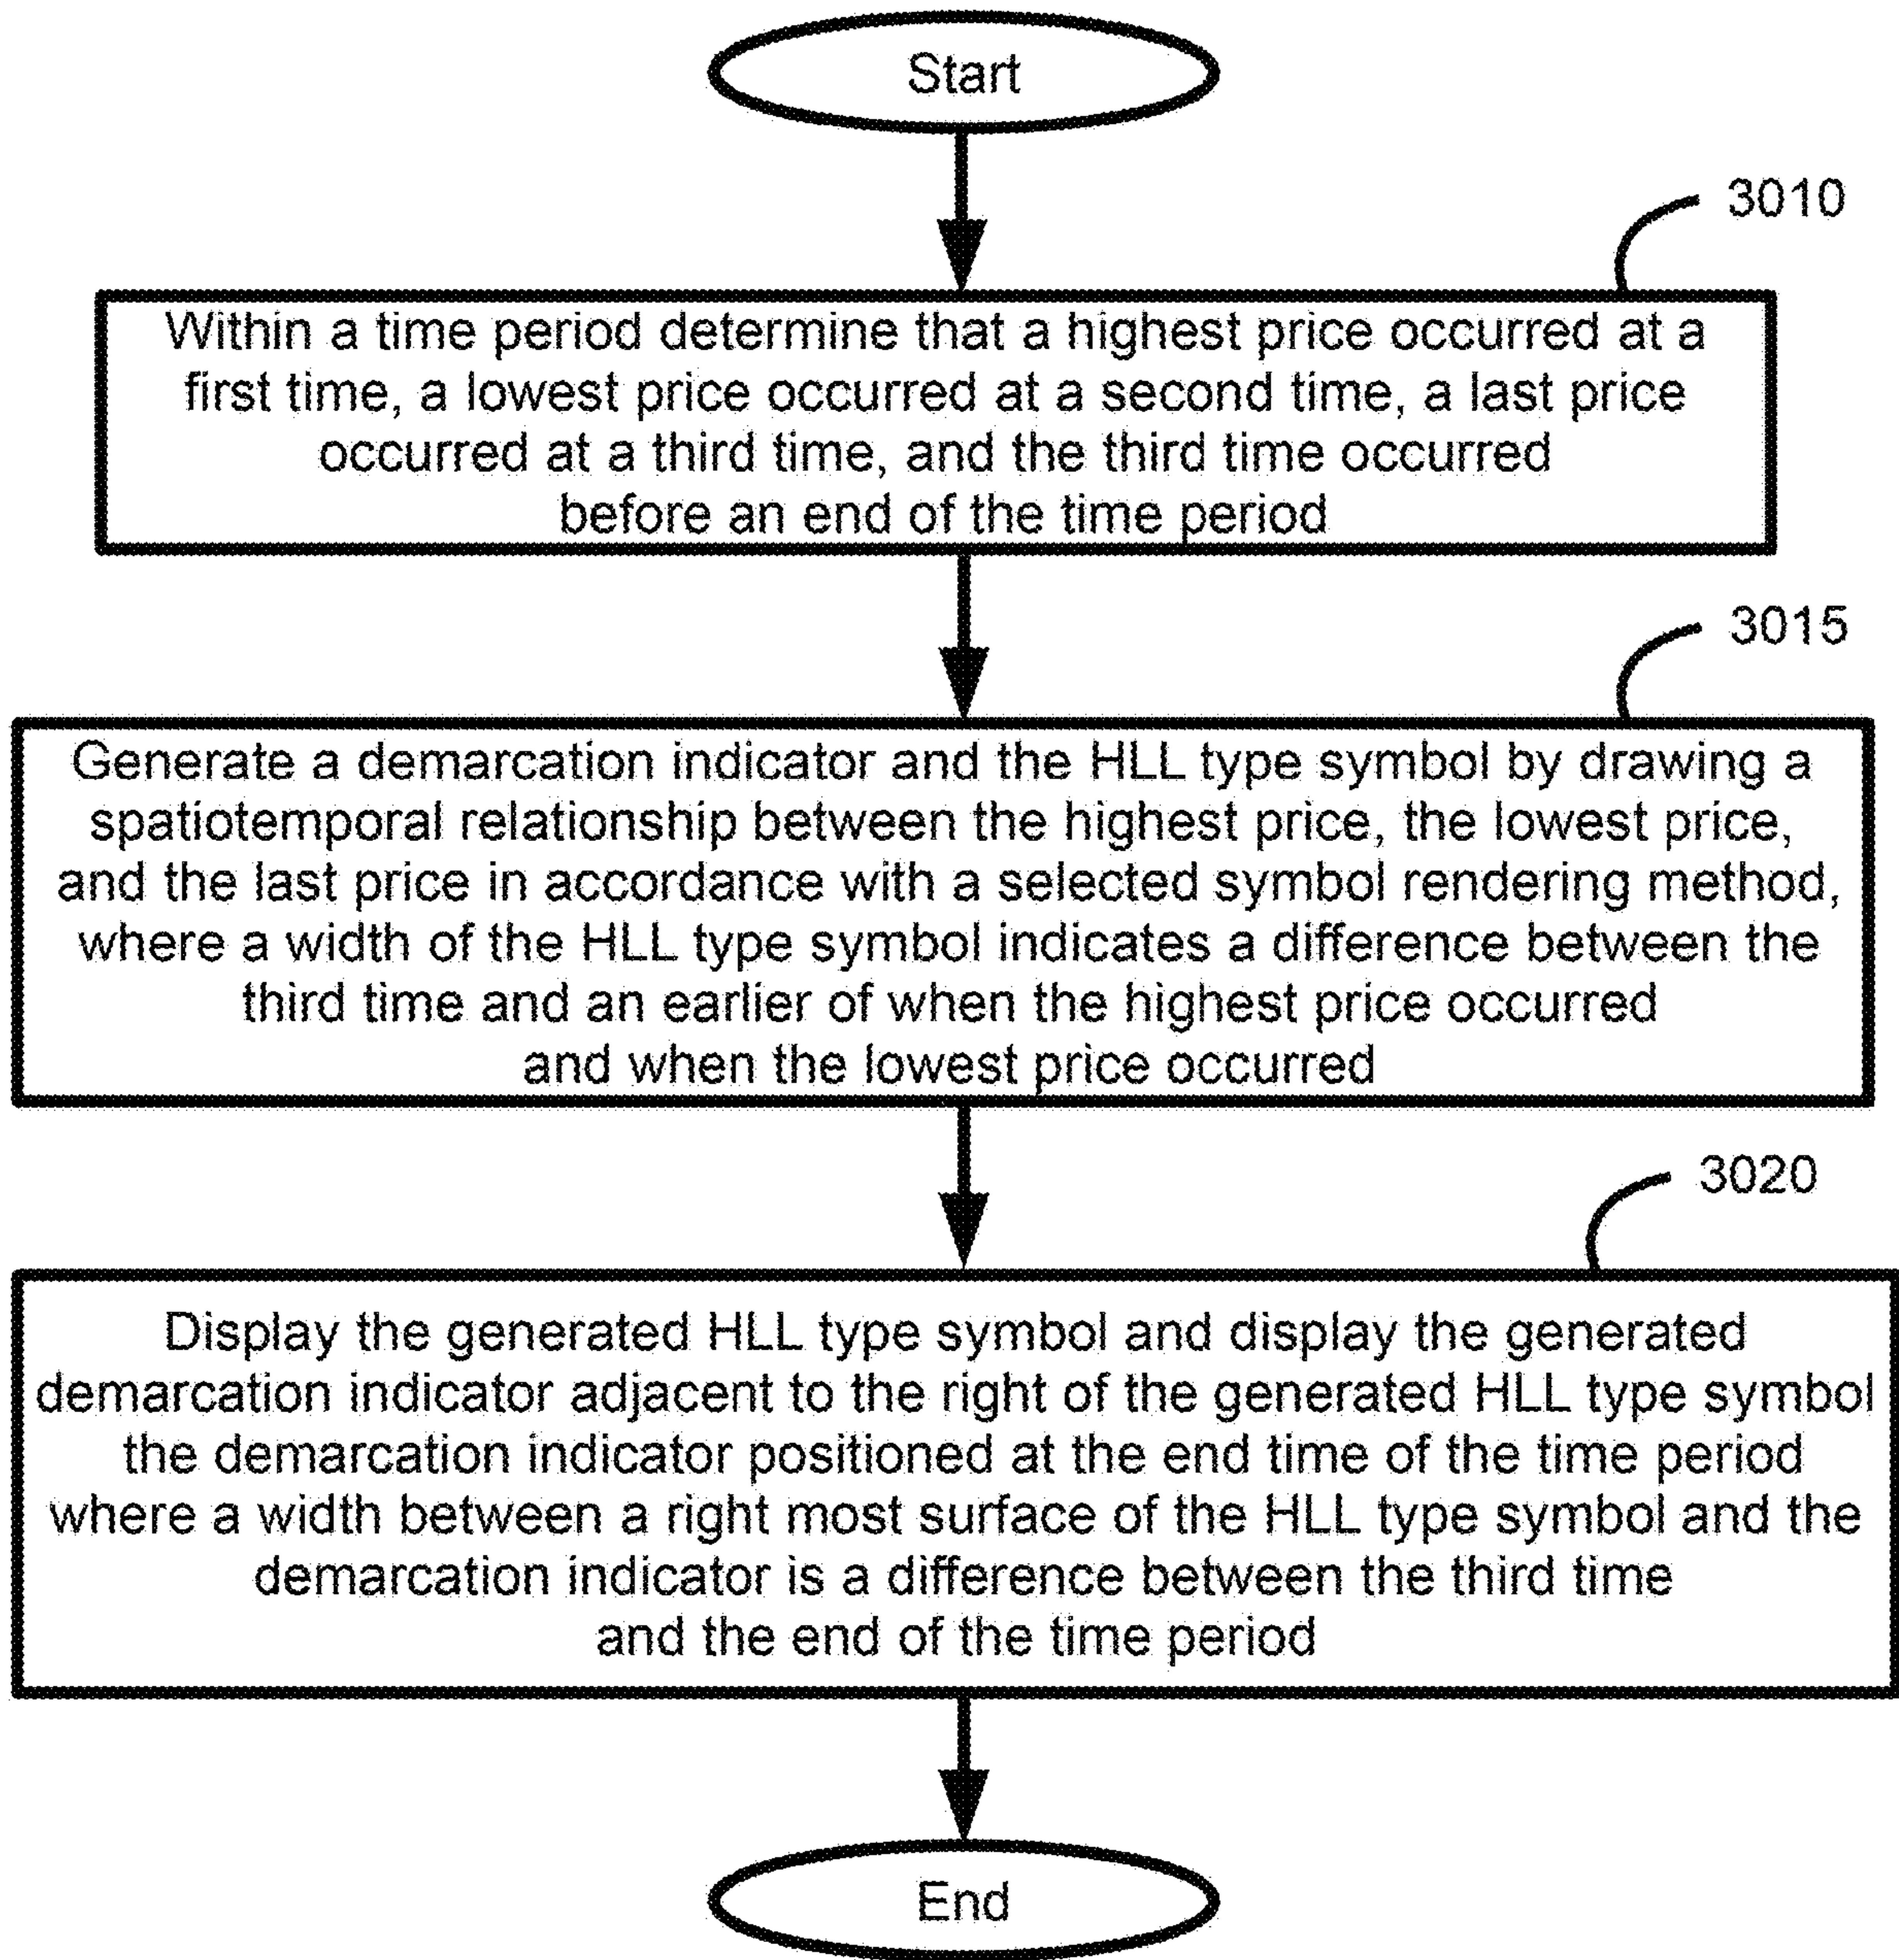 Start
3010
Within a time period determine that a highest price occurred at a
first time, a lowest price occurred at a second time, a last price
occurred at a third time, and the third time occurred
before an end of the time period
3015
Generate a demarcation indicator and the HLL type symbol by drawing a
spatiotemporal relationship between the highest price, the lowest price,
and the last price in accordance with a selected symbol rendering method,
where a width of the HLL type symbol indicates a difference between the
third time and an earlier of when the highest price occurred
and when the lowest price occurred
3020
Display the generated HLL type symbol and display the generated
demarcation indicator adjacent to the right of the generated HLL type symbol
the demarcation indicator positioned at the end time of the time period
where a width between a right most surface of the HLL type symbol and the
demarcation indicator is a difference between the third time
and the end of the time period
End